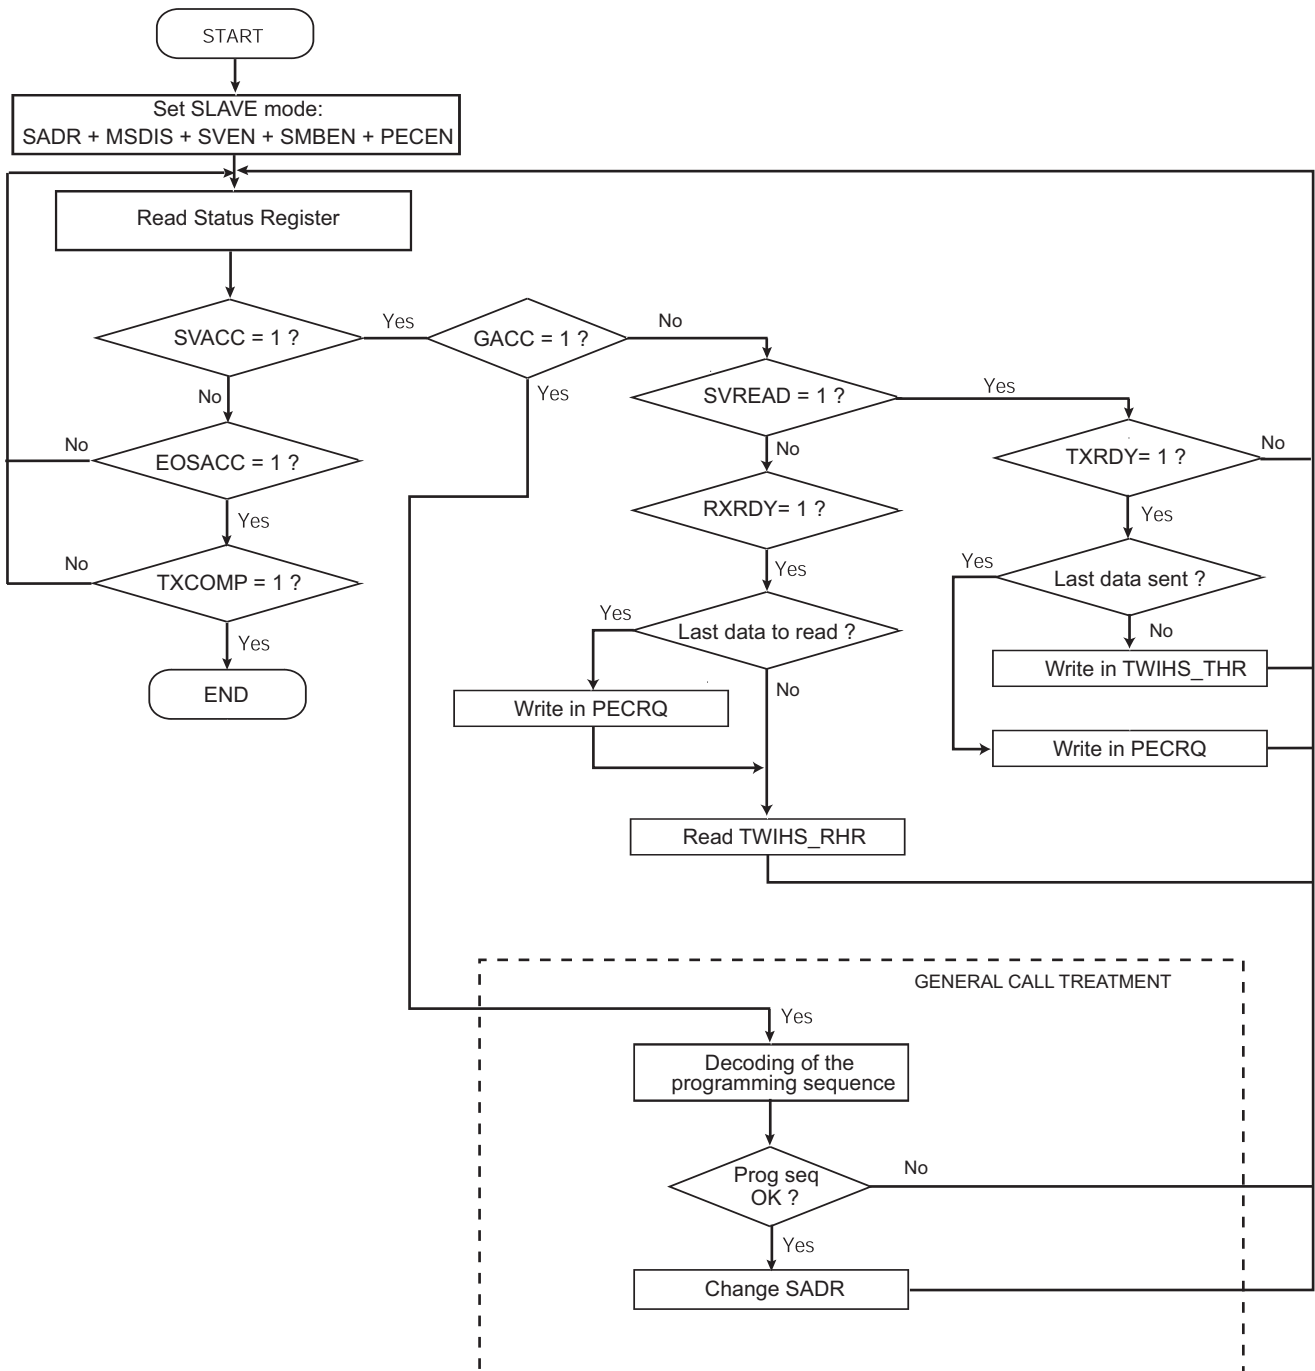 START
Set SLAVE mode:
SADR + MSDIS + SVEN + SMBEN + PECEN
Read Status Register
SVACC = 1 ?
Yes
GACC = 1 ?
No
No
Yes
SVREAD = 1 ?
Yes
No
EOSACC = 1 ?
No
TXRDY= 1 ?
No
Yes
RXRDY= 1 ?
Yes
No
TXCOMP = 1 ?
Yes
Yes
Last data sent ?
Yes
Last data to read ?
No
Yes
END
No
Write in TWIHS_THR
Write in PECRQ
Write in PECRQ
Read TWIHS_RHR
GENERAL CALL TREATMENT
Yes
Decoding of the
programming sequence
Prog seq
OK ?
No
Yes
Change SADR